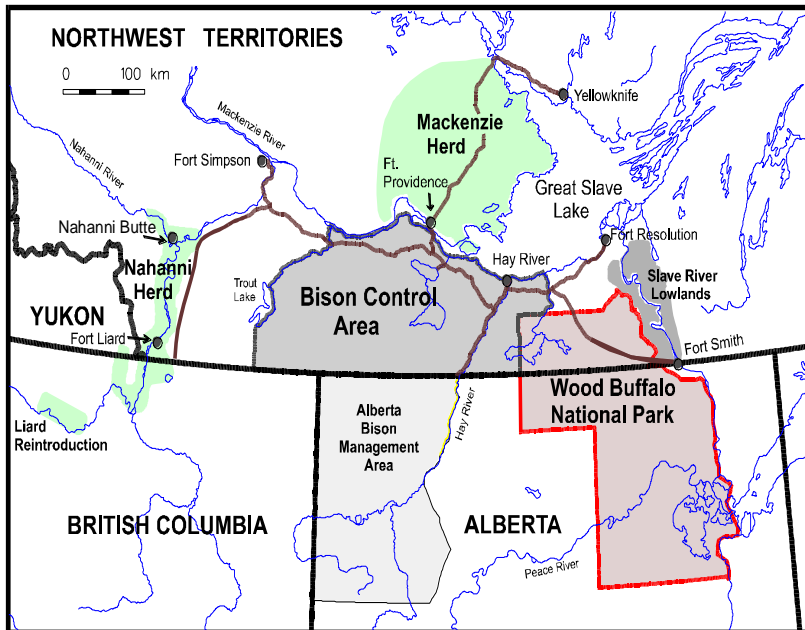 NORTHWEST TERRITORIES
0 100 km
Yellowknife
Mackenzie River
Mackenzie
Herd
Nahanni River
Fort Simpson
Ft.
Providence
Great Slave
Lake
Nahanni Butte
Fort Resolution
Hay River
Nahanni
Herd
Slave River
Lowlands
Trout
Lake
Bison Control
Area
YUKON
Fort Liard
Fort Smith
Wood Buffalo
National Park
Alberta
Bison
Management
Area
Hay River
Liard
Reintroduction
BRITISH COLUMBIA
ALBERTA
Peace River